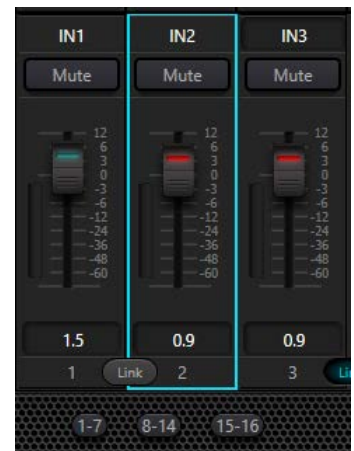 IN1 IN2 IN3
Mute Mute Mute
12 12 12
6 6 6
3 3 3
0 0 0
-3 -3 -3
-6 -6 -6
-12 -12 -12
-24 -24 -24
-36 -36 -36
-48 -48 -48
-60 -60 -60
1.5 0.9 0.9
1 Link 2 3
1-7 8-14 15-16